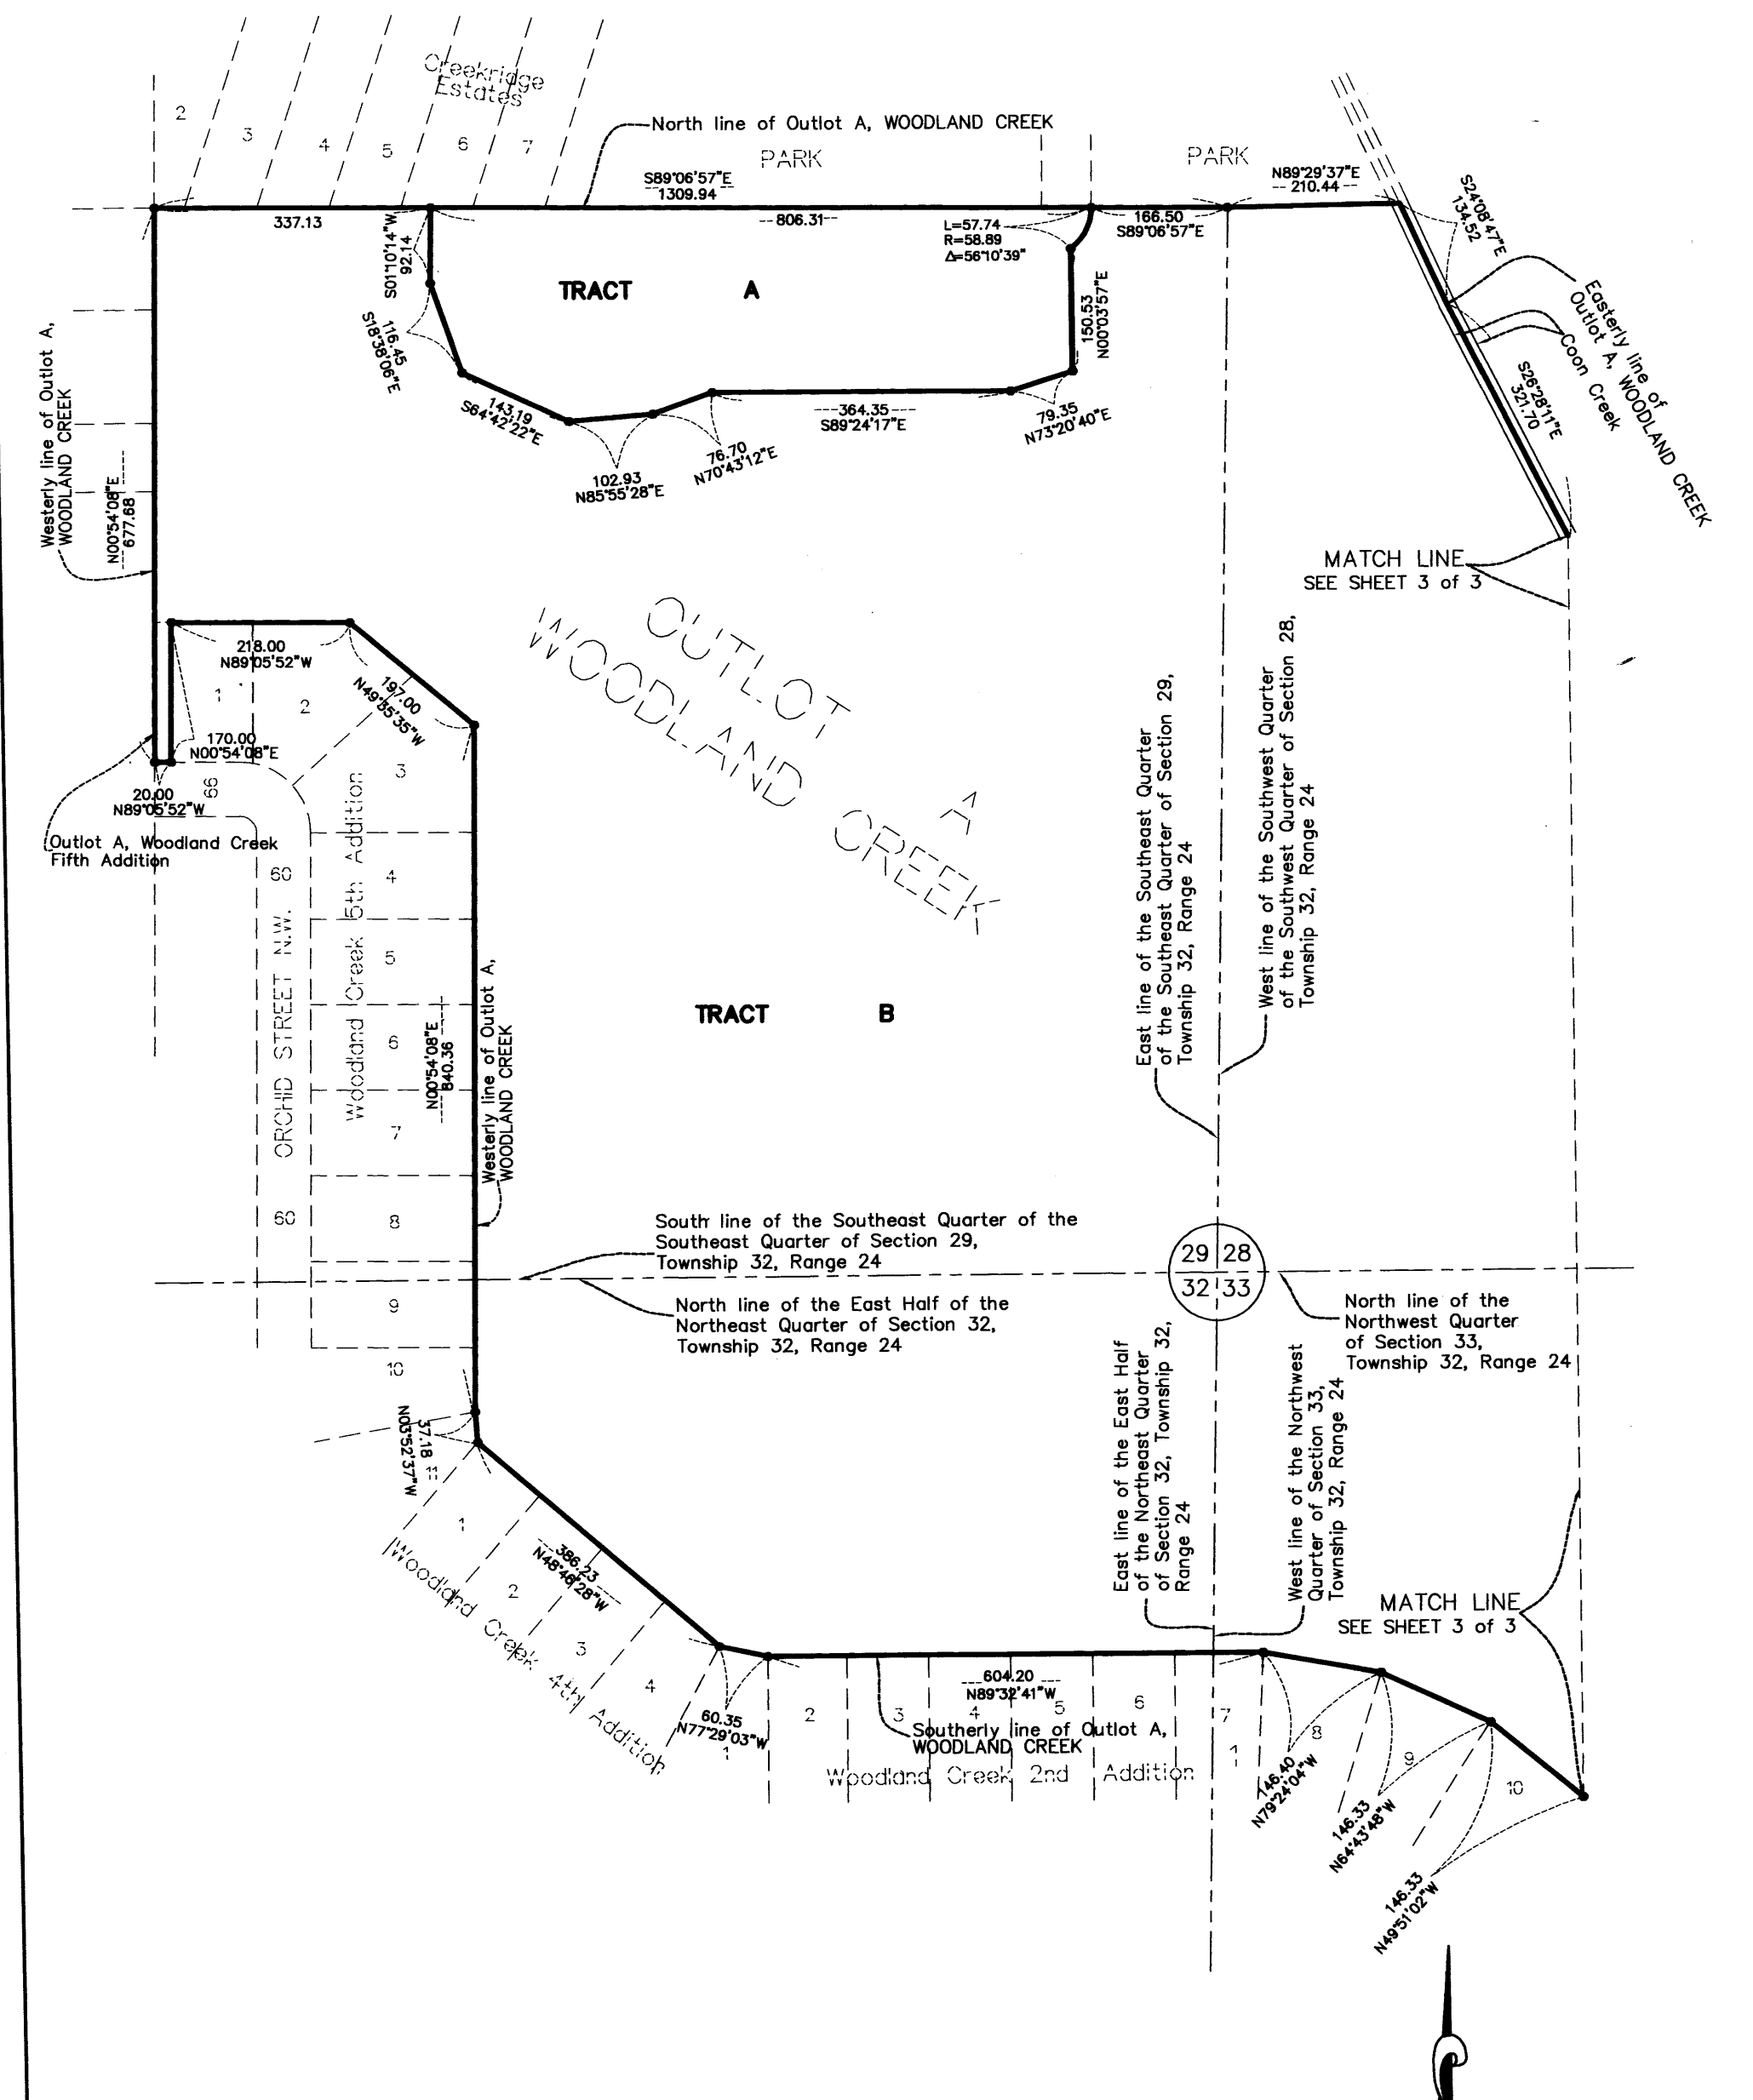 Creekridge
Estates
2
3
4
5
6
7
North line of Outlot A, WOODLAND CREEK
PARK
PARK
S89°06'57"E
1309.94
N89°29'37"E
210.44
337.13
806.31
166.50
S89°06'57"E
L=57.74
R=58.89
Δ=56°10'39"
S01°10'14"W
92.14
TRACT A
S24°08'47"E
134.52
Easterly line of
Outlot A, WOODLAND CREEK
Coon Creek
150.53
N00°03'57"E
116.45
S18°38'06"E
143.19
S64°42'22"E
364.35
S89°24'17"E
79.35
N73°20'40"E
76.70
N70°43'12"E
102.93
N85°55'28"E
S26°28'11"E
321.70
Westerly line of Outlot A,
WOODLAND CREEK
N00°54'08"E
677.68
MATCH LINE
SEE SHEET 3 of 3
OUTLOT A
WOODLAND CREEK
218.00
N89°05'52"W
197.00
N49°35'35"W
1
2
3
170.00
N00°54'08"E
20.00
N89°05'52"W
66
Outlot A, Woodland Creek
Fifth Addition
60
ORCHID STREET N.W.
60
Woodland Creek 5th Addition
4
5
6
7
8
9
10
11
N00°54'08"E
840.36
Westerly line of Outlot A,
WOODLAND CREEK
East line of the Southeast Quarter
of the Southeast Quarter of Section 29,
Township 32, Range 24
West line of the Southwest Quarter
of the Southwest Quarter of Section 28,
Township 32, Range 24
TRACT B
South line of the Southeast Quarter of the
Southeast Quarter of Section 29,
Township 32, Range 24
29 28
32 33
North line of the East Half of the
Northeast Quarter of Section 32,
Township 32, Range 24
North line of the
Northwest Quarter
of Section 33,
Township 32, Range 24
East line of the East Half
of the Northeast Quarter
of Section 32, Township 32,
Range 24
West line of the Northwest
Quarter of Section 33,
Township 32, Range 24
37.18
N03°52'37"W
386.23
N48°46'28"W
1
2
3
4
Woodland Creek 4th Addition
MATCH LINE
SEE SHEET 3 of 3
60.35
N77°29'03"W
604.20
N89°32'41"W
1
2
3
4
5
6
7
1
8
9
10
Southerly line of Outlot A,
WOODLAND CREEK
Woodland Creek 2nd Addition
146.40
N79°24'04"W
146.33
N64°43'48"W
146.33
N49°51'02"W